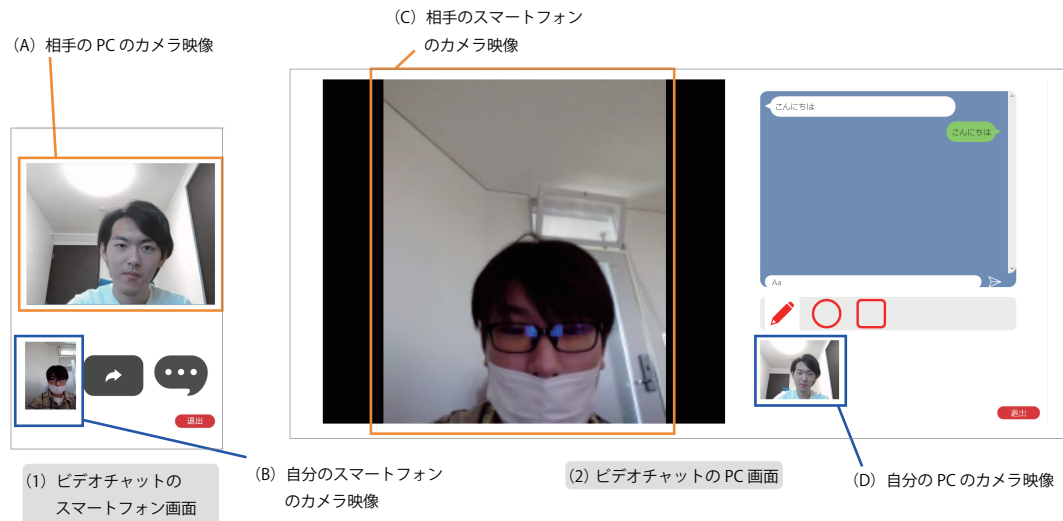 (C) 相手のスマートフォン
のカメラ映像
(A) 相手の PC のカメラ映像
こんにちは
こんにちは
Aa
退出
退出
(B) 自分のスマートフォン
のカメラ映像
(2) ビデオチャットの PC 画面
(D) 自分の PC のカメラ映像
(1) ビデオチャットの
スマートフォン画面